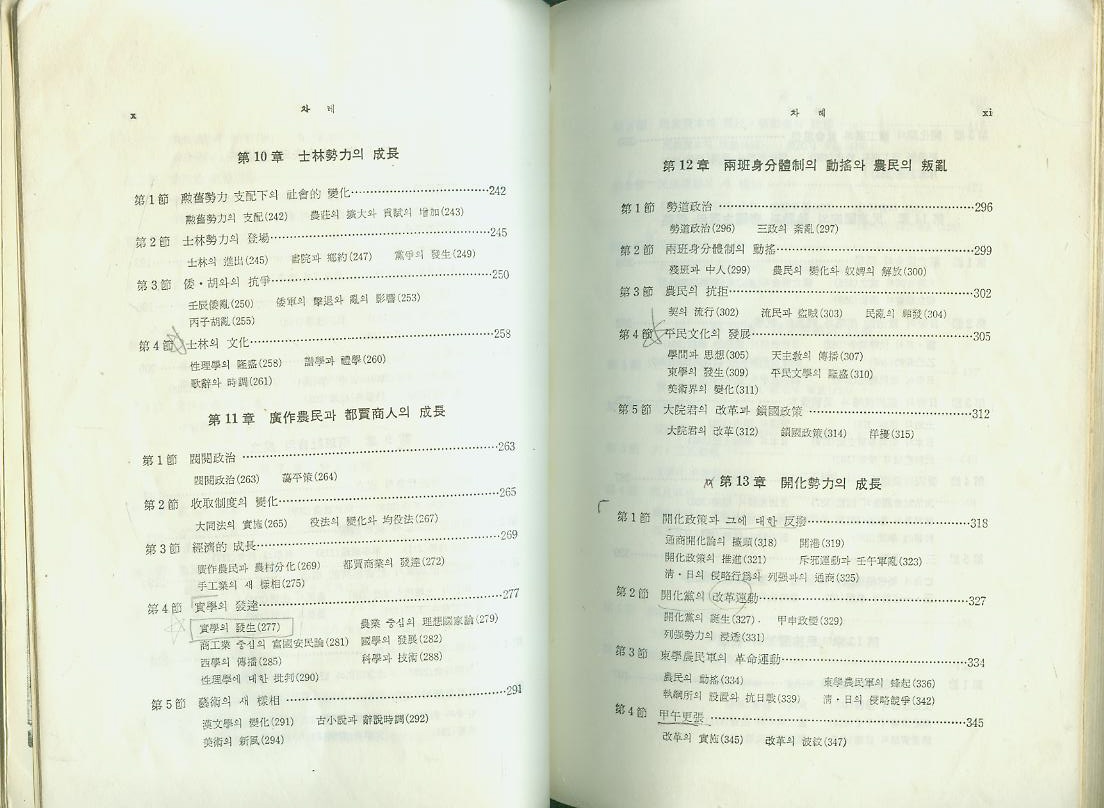 x
차 례
第10章 士林勢力의 成長
第1節 勳舊勢力 支配下의 社會的 變化 242
勳舊勢力의 支配(242) 農莊의 擴大와 貢賦의 增加(243)
第2節 士林勢力의 登場 245
士林의 進出(245) 書院과 鄕約(247) 黨爭의 發生(249)
第3節 倭・胡와의 抗爭 250
壬辰倭亂(250) 倭軍의 擊退와 亂의 影響(253)
丙子胡亂(255)
第4節 士林의 文化 258
性理學의 隆盛(258) 譜學과 禮學(260)
歌辭와 時調(261)
第11章 廣作農民과 都賈商人의 成長
第1節 閥閱政治 263
閥閱政治(263) 蕩平策(264)
第2節 收取制度의 變化 265
大同法의 實施(265) 役法의 變化와 均役法(267)
第3節 經濟的 成長 269
廣作農民과 農村分化(269) 都賈商業의 發達(272)
手工業의 새 樣相(275)
第4節 實學의 發達 277
實學의 發生(277) 農業 중심의 理想國家論(279)
商工業 중심의 富國安民論(281) 國學의 發展(282)
西學의 傳播(285) 科學과 技術(288)
性理學에 대한 批判(290)
第5節 藝術의 새 樣相 291
漢文學의 變化(291) 古小說과 辭說時調(292)
美術의 新風(294)
차 례
xi
第12章 兩班身分體制의 動搖와 農民의 叛亂
第1節 勢道政治 296
勢道政治(296) 三政의 紊亂(297)
第2節 兩班身分體制의 動搖 299
殘班과 中人(299) 農民의 變化와 奴婢의 解放(300)
第3節 農民의 抗拒 302
契의 流行(302) 流民과 盜賊(303) 民亂의 頻發(304)
第4節 平民文化의 發展 305
學問과 思想(305) 天主敎의 傳播(307)
東學의 發生(309) 平民文學의 隆盛(310)
美術界의 變化(311)
第5節 大院君의 改革과 鎖國政策 312
大院君의 改革(312) 鎖國政策(314) 洋擾(315)
第13章 開化勢力의 成長
第1節 開化政策과 그에 대한 反撥 318
通商開化論의 擡頭(318) 開港(319)
開化政策의 推進(321) 斥邪運動과 壬午軍亂(323)
淸・日의 侵略行爲와 列强과의 通商(325)
第2節 開化黨의 改革運動 327
開化黨의 誕生(327) 甲申政變(329)
列强勢力의 浸透(331)
第3節 東學農民軍의 革命運動 334
農民의 動搖(334) 東學農民軍의 蜂起(336)
執綱所의 設置와 抗日戰(339) 淸・日의 侵略競爭(342)
第4節 甲午更張 345
改革의 實施(345) 改革의 波紋(347)